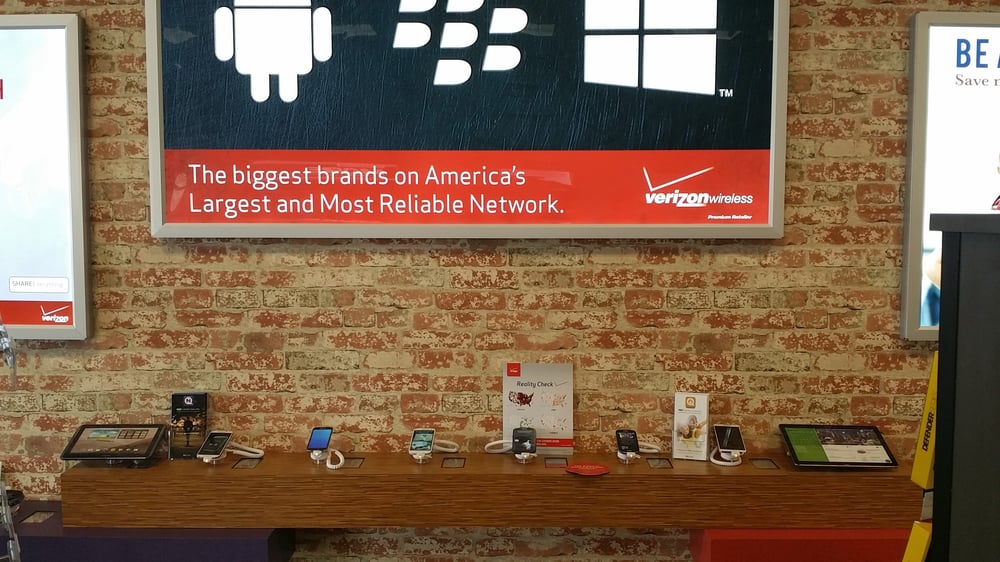 TM
The biggest brands on America's
Largest and Most Reliable Network.
verizonwireless
Premium Retailer
BE
Save
SHARE
verizon
Reality Check
DEFENDER